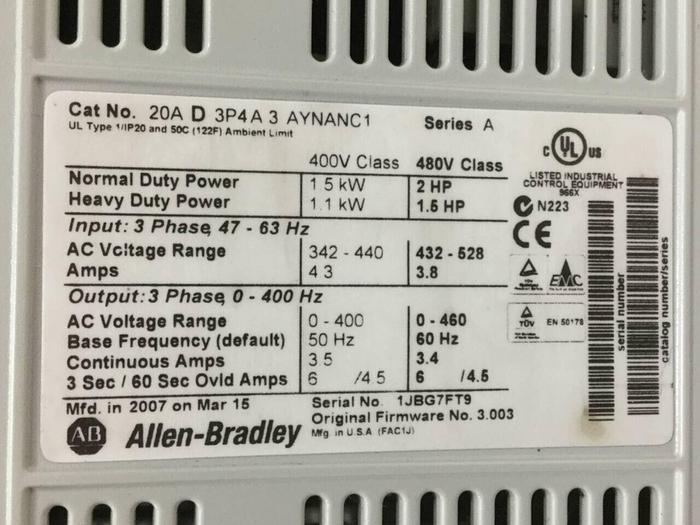 Cat No. 20A D 3P4A 3 AYNANC1 Series A
UL Type 1/IP20 and 50C (122F) Ambient Limit
400V Class 480V Class
Normal Duty Power 1 5 kW 2 HP
Heavy Duty Power 1.1 kW 1.5 HP
Input: 3 Phase, 47 - 63 Hz
AC Voltage Range 342 - 440 432 - 528
Amps 4 3 3.8
Output: 3 Phase, 0 - 400 Hz
AC Voltage Range 0 - 400 0 - 460
Base Frequency (default) 50 Hz 60 Hz
Continuous Amps 3 5 3.4
3 Sec / 60 Sec Ovld Amps 6 /4.5 6 /4.5
Mfd. in 2007 on Mar 15
Serial No. 1JBG7FT9
Original Firmware No. 3.003
Mfg in U.S.A (FAC1J)
AB Allen-Bradley
C UL US
LISTED INDUSTRIAL
CONTROL EQUIPMENT
966X
N223
CE
EMC
TÜV EN 50178
serial number
catalog number/series